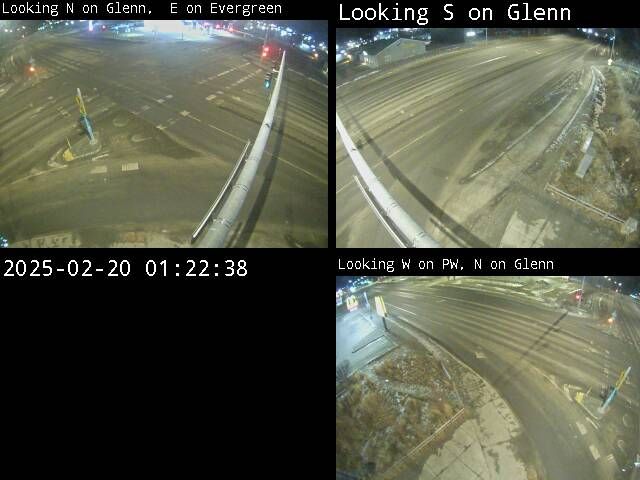 Looking N on Glenn,  E on Evergreen
Looking S on Glenn
2025-02-20 01:22:38
Looking W on PW, N on Glenn